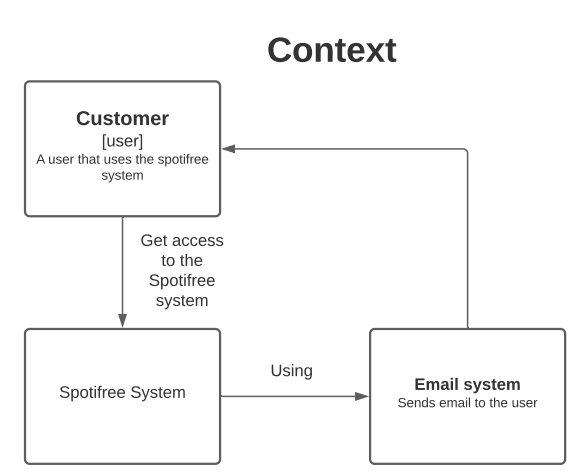 Context
Customer
[user]
A user that uses the spotifree
system
Get access
to the
Spotifree
system
Spotifree System
Using
Email system
Sends email to the user